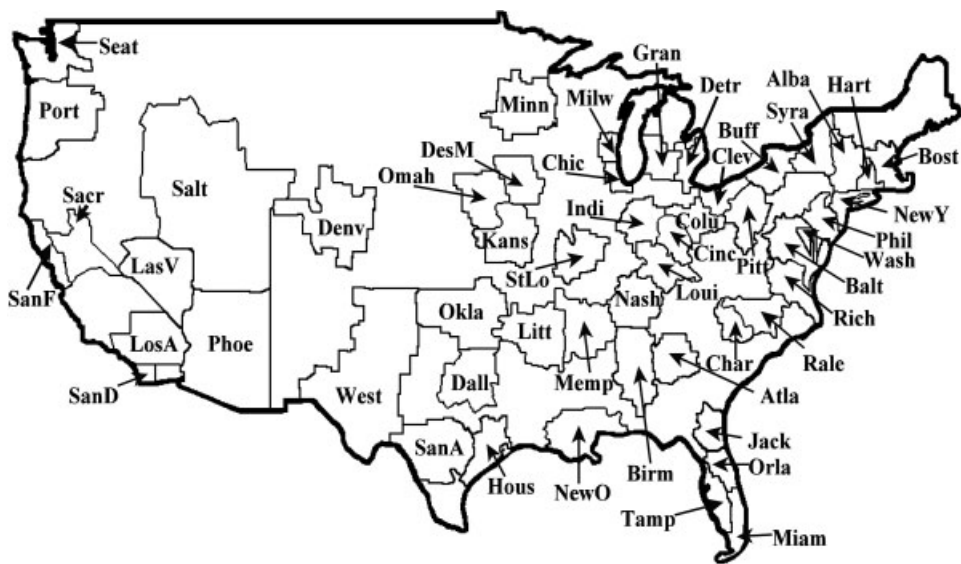 Seat
Gran
Port
Minn
Milw
Detr
Alba
Hart
Syra
Buff
Clev
Bost
DesM
Chic
Omah
Salt
Sacr
Denv
Indi
Colu
NewY
Kans
Cinc
Phil
LasV
StLo
Pitt
Wash
SanF
Loui
Balt
Nash
Okla
Rich
Litt
LosA
Phoe
Char
Rale
SanD
West
Dall
Memp
Atla
SanA
Jack
Hous
NewO
Birm
Orla
Tamp
Miam